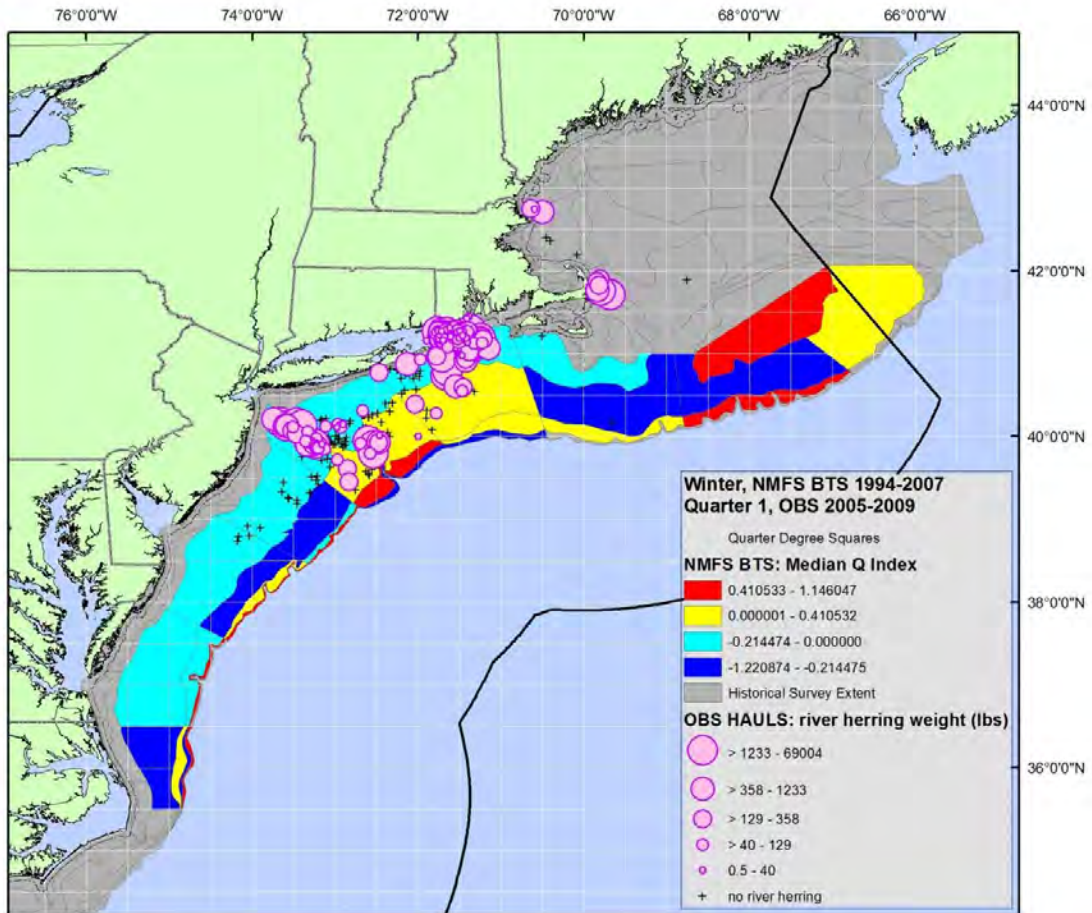 76°0'0"W
74°0'0"W
72°0'0"W
70°0'0"W
68°0'0"W
66°0'0"W
44°0'0"N
42°0'0"N
40°0'0"N
38°0'0"N
36°0'0"N
Winter, NMFS BTS 1994-2007
Quarter 1, OBS 2005-2009
Quarter Degree Squares
NMFS BTS: Median Q Index
0.410533 - 1.146047
0.000001 - 0.410532
-0.214474 - 0.000000
-1.220874 - -0.214475
Historical Survey Extent
OBS HAULS: river herring weight (lbs)
> 1233 - 69004
> 358 - 1233
> 129 - 358
> 40 - 129
0.5 - 40
no river herring